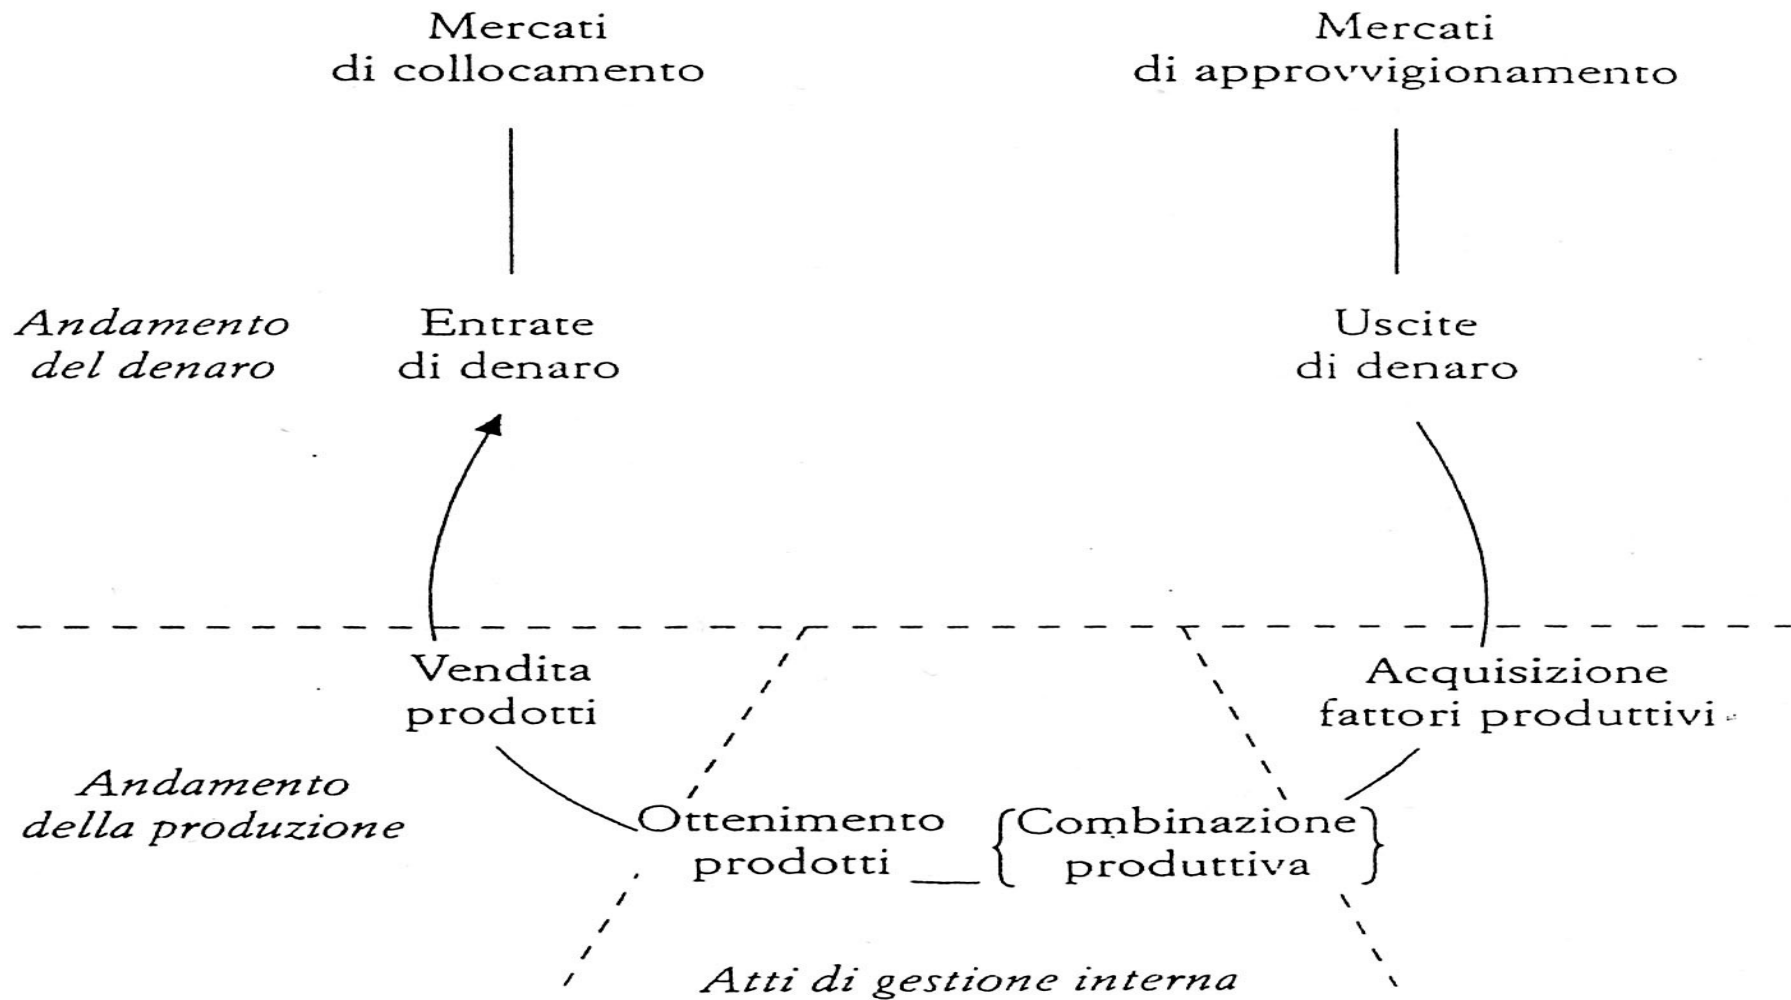 Mercati
di collocamento
Mercati
di approvvigionamento
Andamento
del denaro
Entrate
di denaro
Uscite
di denaro
Vendita
prodotti
Acquisizione
fattori produttivi
Andamento
della produzione
Ottenimento
prodotti
{Combinazione
produttiva}
Atti di gestione interna